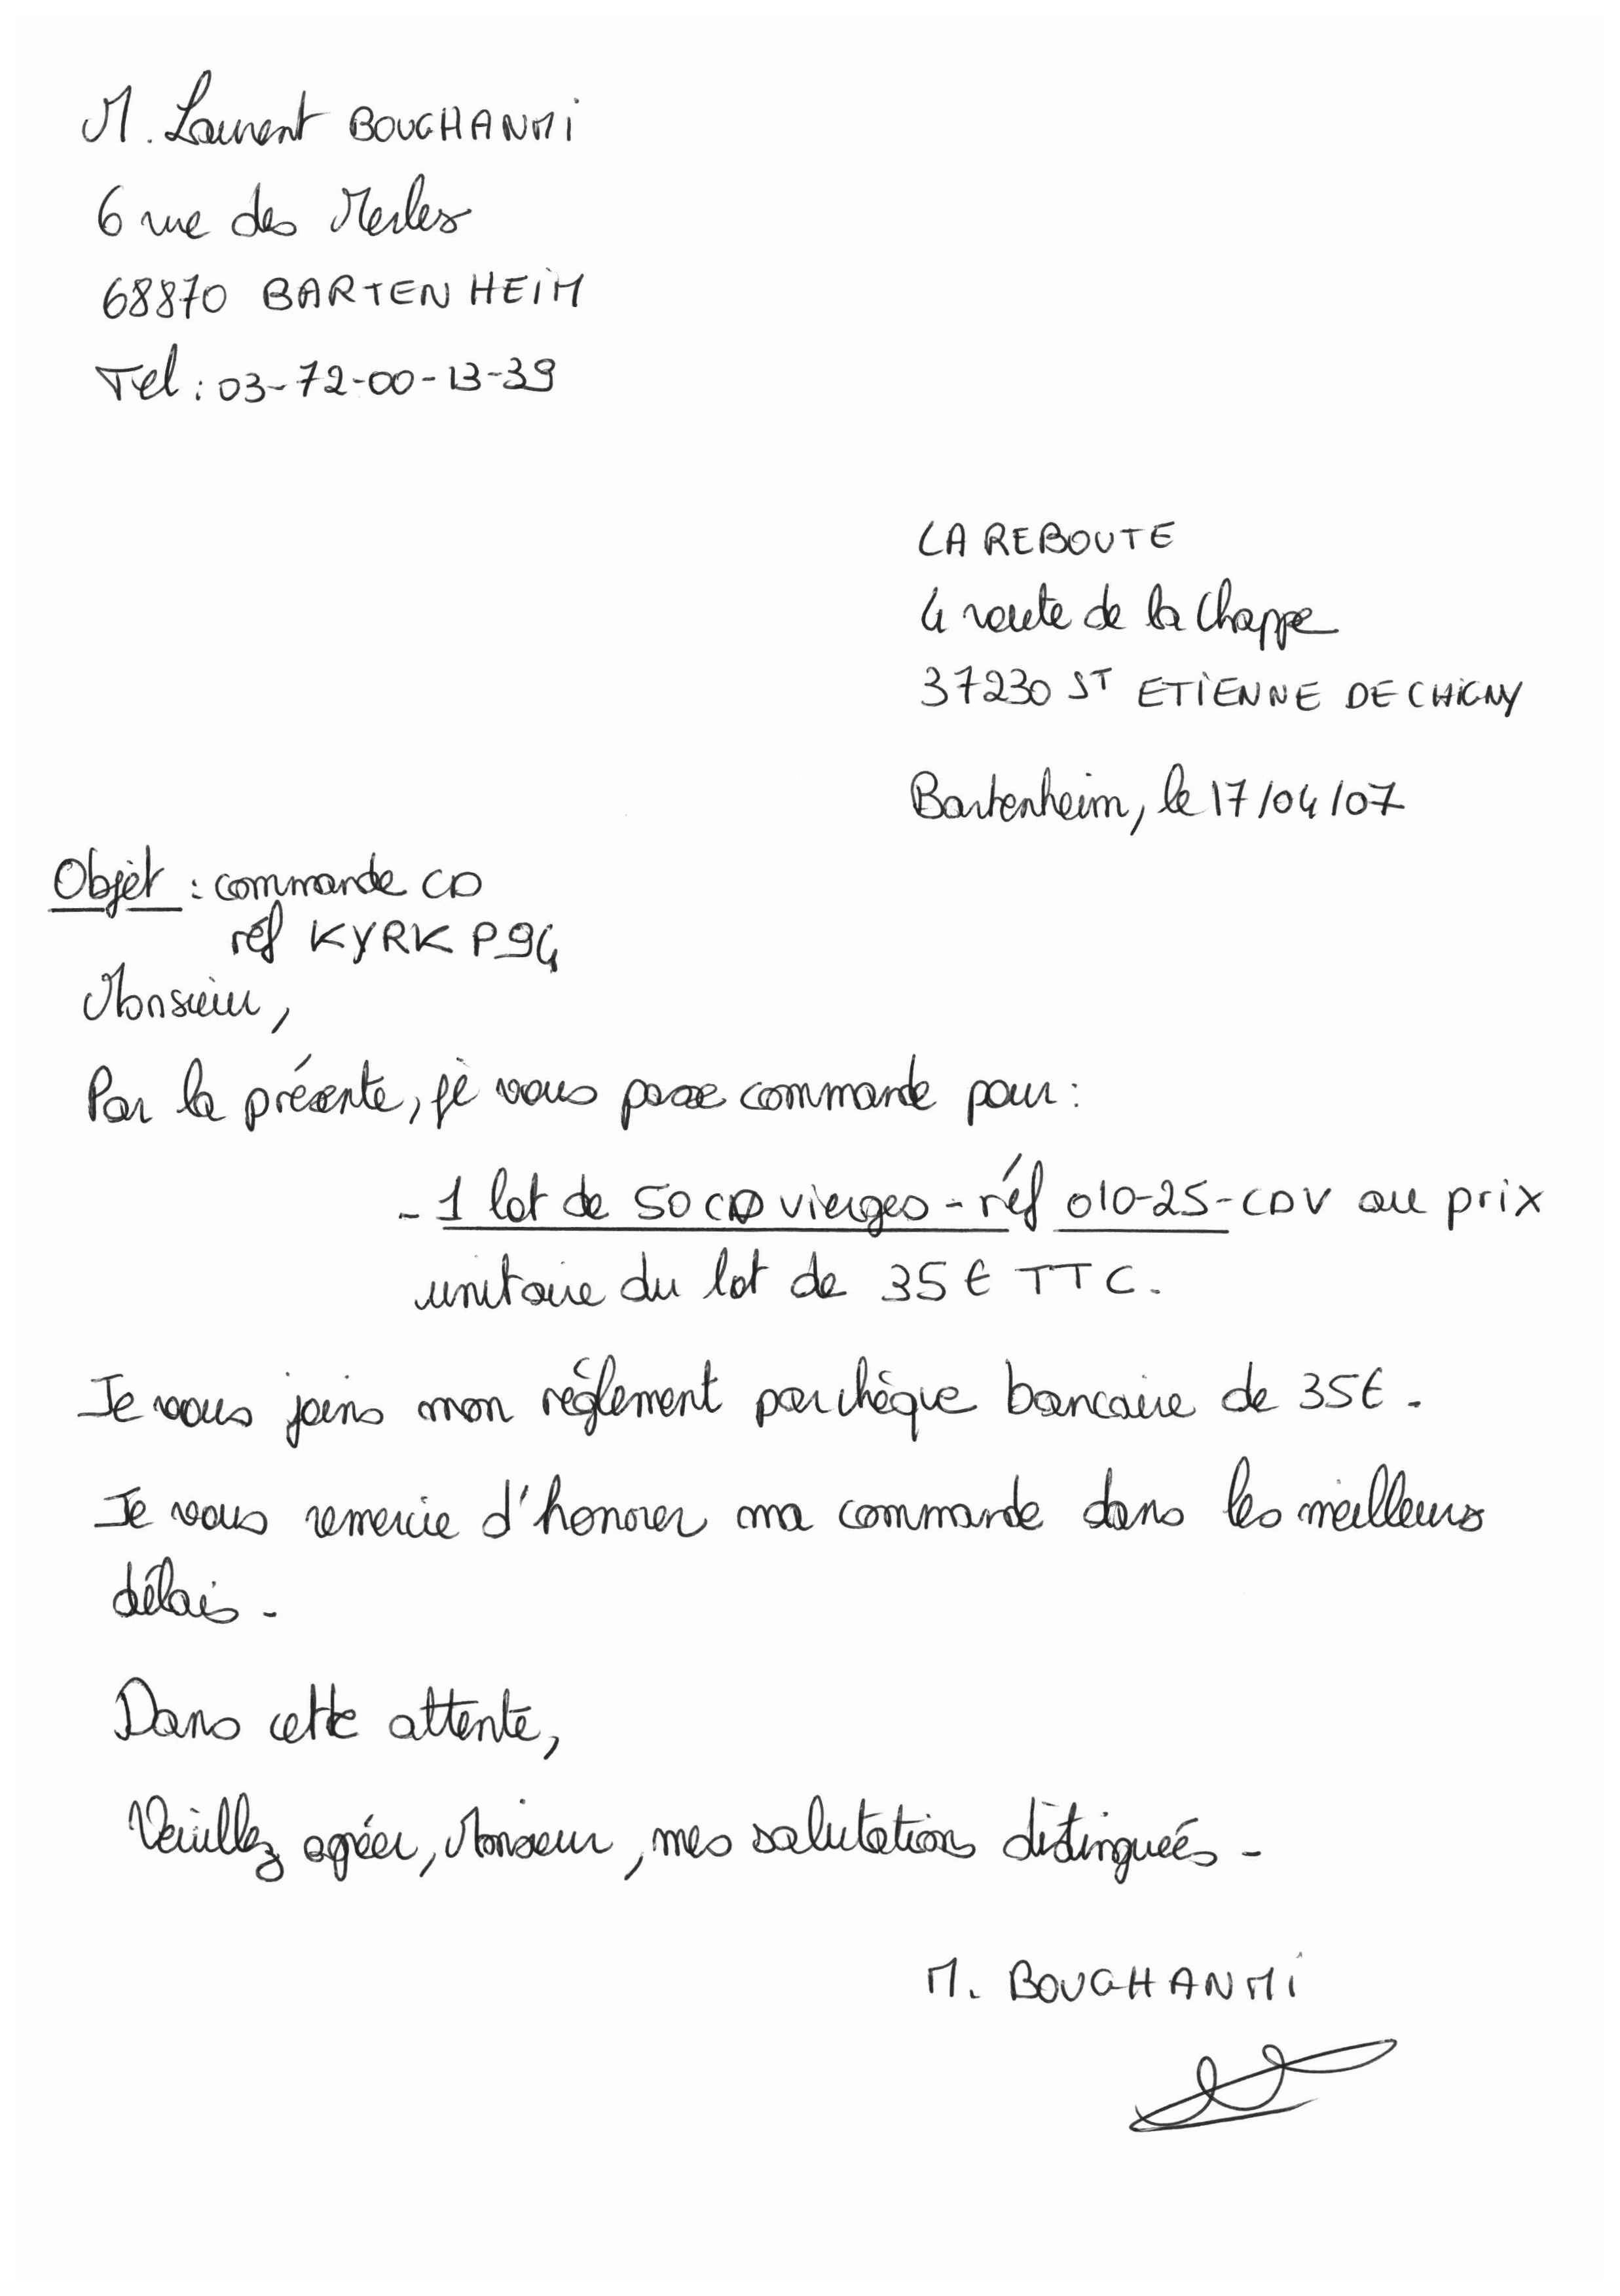 M. Laurent BOUGHANMI
6 rue des Merles
68870 BARTENHEIM
Tel : 03-72-00-13-39
LA REBOUTE
4 route de la Chappe
37230 ST ETIENNE DE CHIGNY
Bartenheim, le 17/04/07
Objet : commande CD
réf KYRK P94
Monsieur,
Par la présente, je vous passe commande pour :
- 1 lot de 50 CD vierges - réf 010-25-CDV au prix
unitaire du lot de 35 € TTC.
Je vous joins mon règlement par chèque bancaire de 35€.
Je vous remercie d'honorer ma commande dans les meilleurs
délais.
Dans cette attente,
Veuillez agréer, Monsieur, mes salutations distinguées.
M. BOUGHANMI